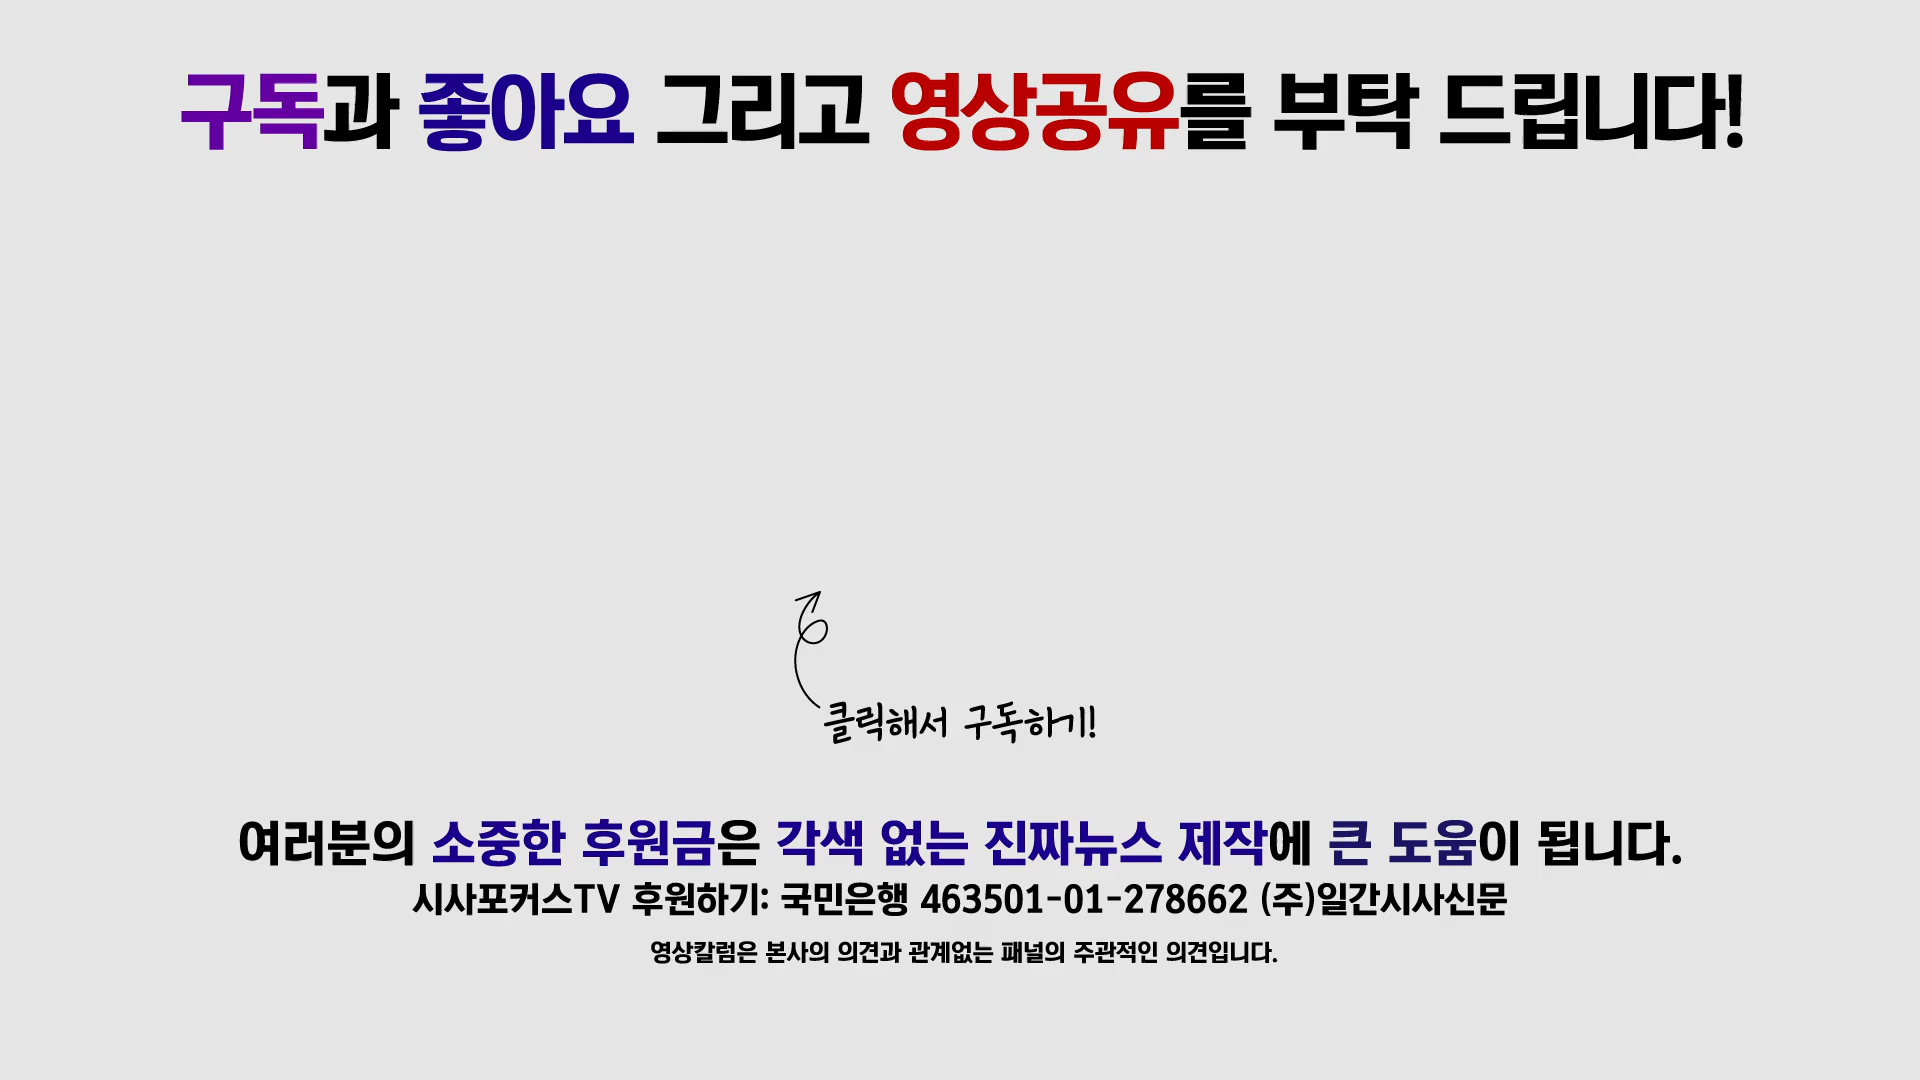 구독과 좋아요 그리고 영상공유를 부탁 드립니다!
클릭해서 구독하기!
여러분의 소중한 후원금은 각색 없는 진짜뉴스 제작에 큰 도움이 됩니다.
시사포커스TV 후원하기: 국민은행 463501-01-278662 (주)일간시사신문
영상칼럼은 본사의 의견과 관계없는 패널의 주관적인 의견입니다.